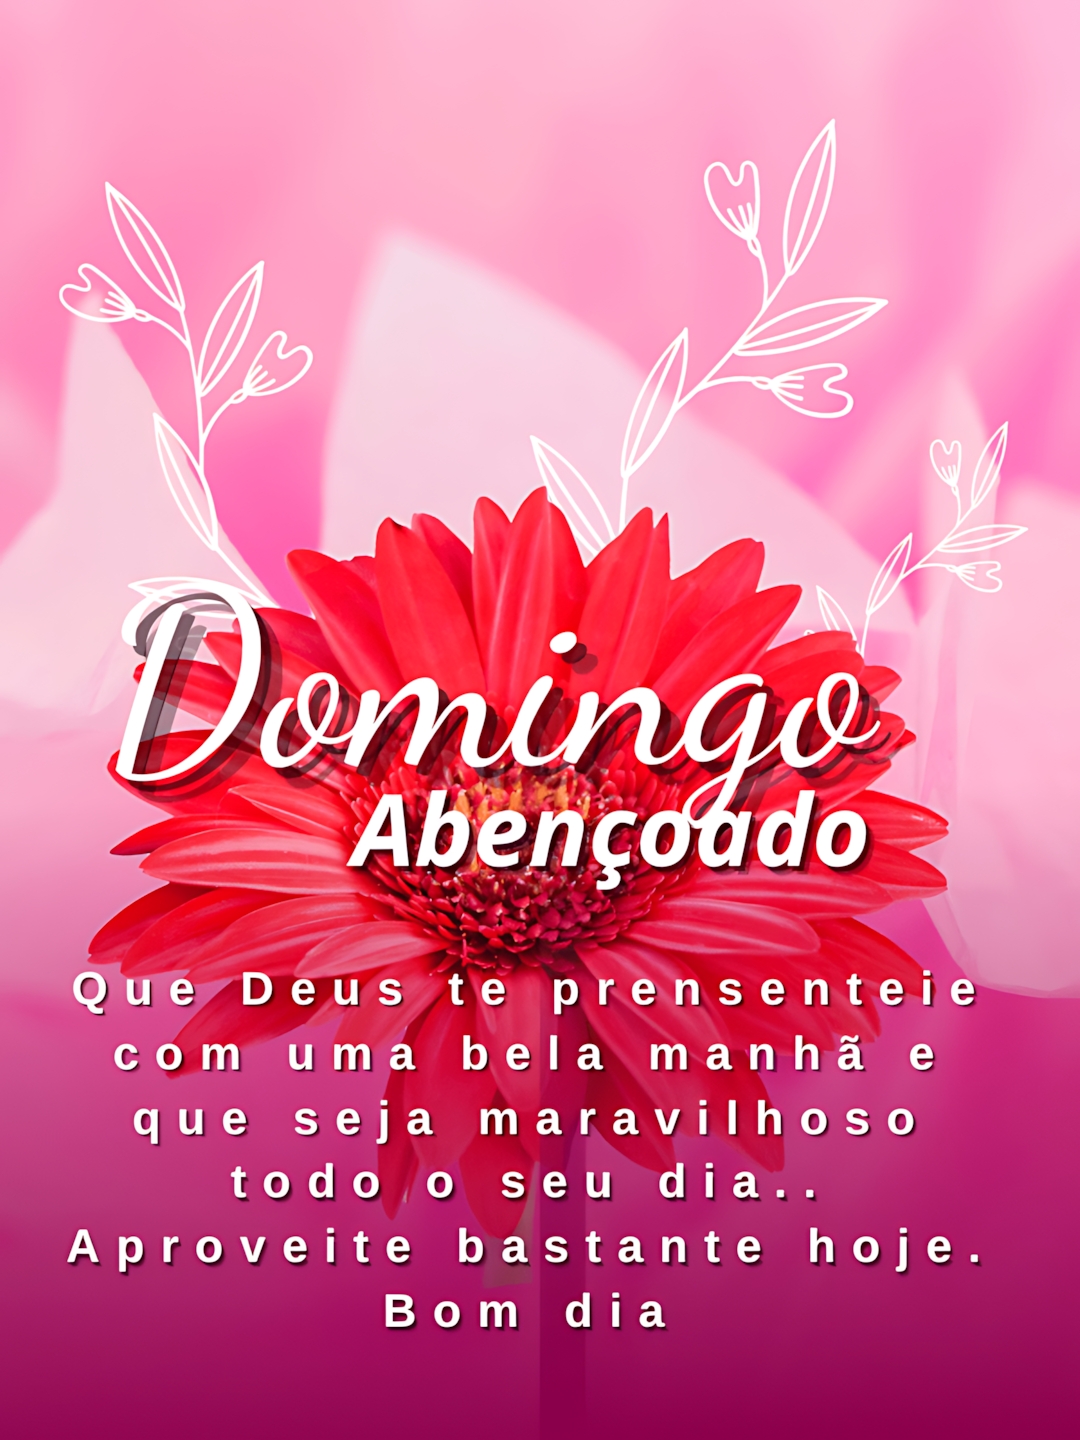 Domingo
Abençoado
Que Deus te prensenteie
com uma bela manhã e
que seja maravilhoso
todo o seu dia..
Aproveite bastante hoje.
Bom dia